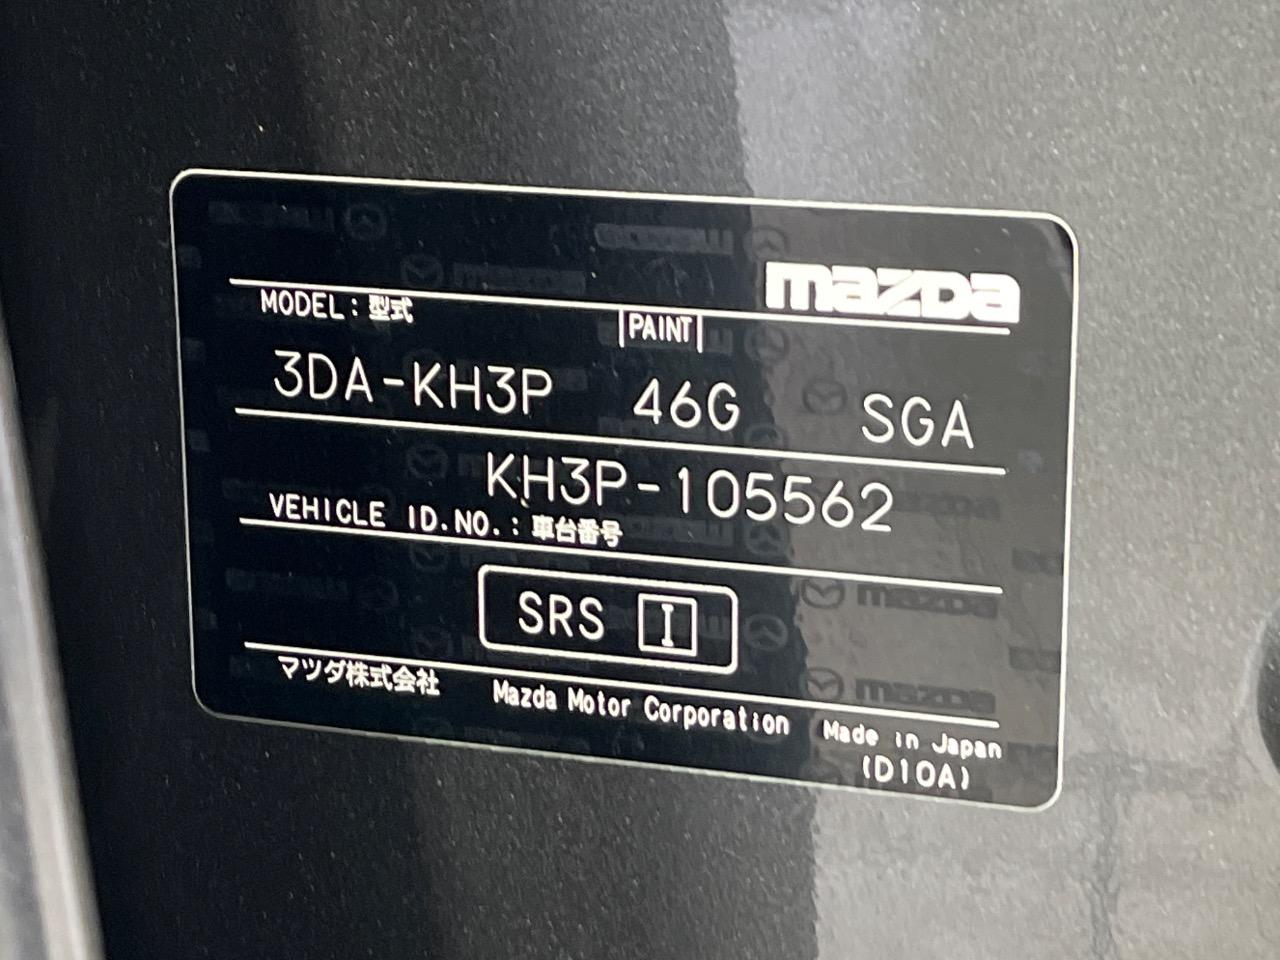 mazda
MODEL：型式
PAINT
3DA-KH3P 46G SGA
KH3P-105562
VEHICLE ID.NO.：車台番号
SRS I
マツダ株式会社 Mazda Motor Corporation Made in Japan
(D10A)